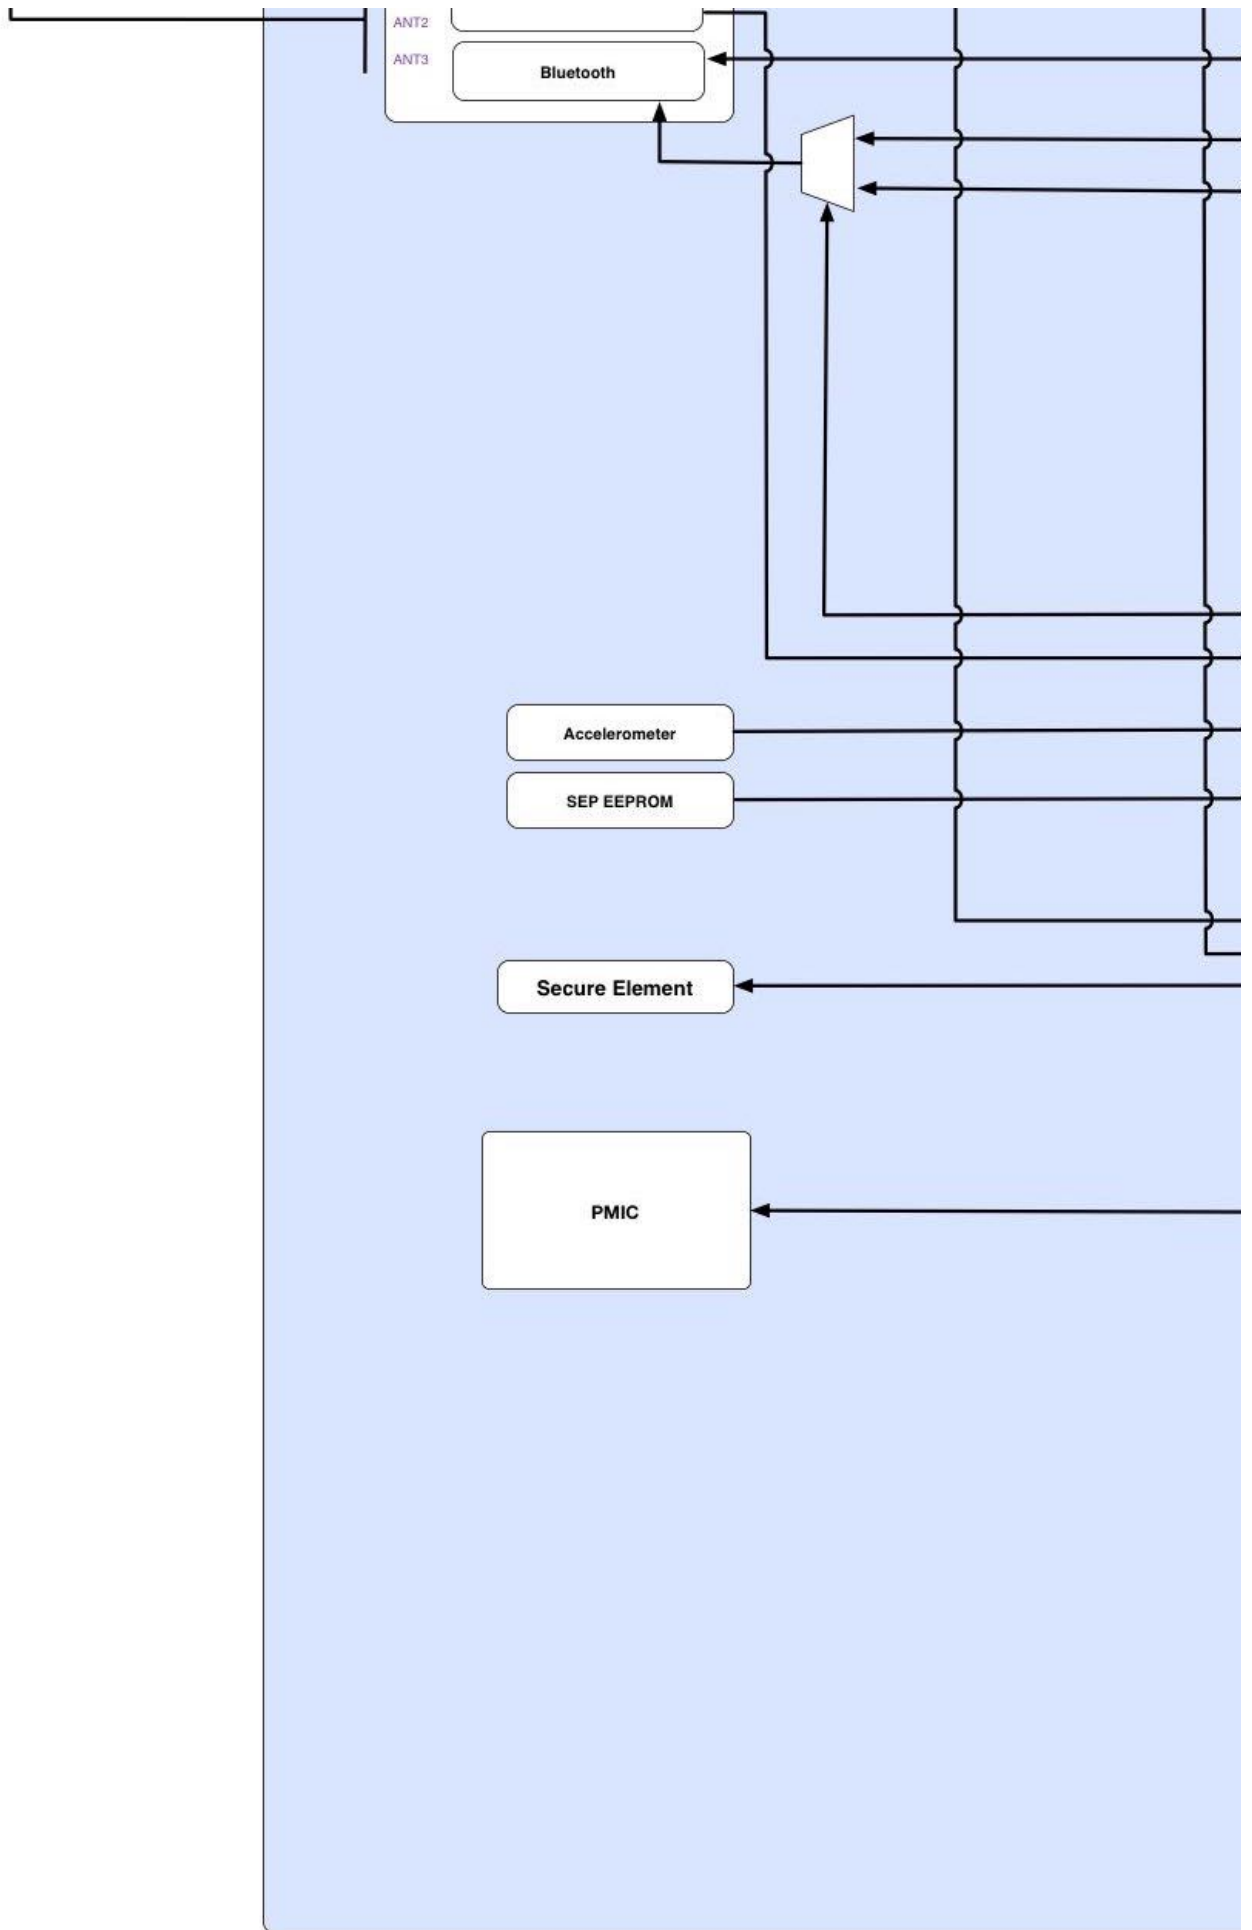 ANT2
ANT3
Bluetooth
Accelerometer
SEP EEPROM
Secure Element
PMIC